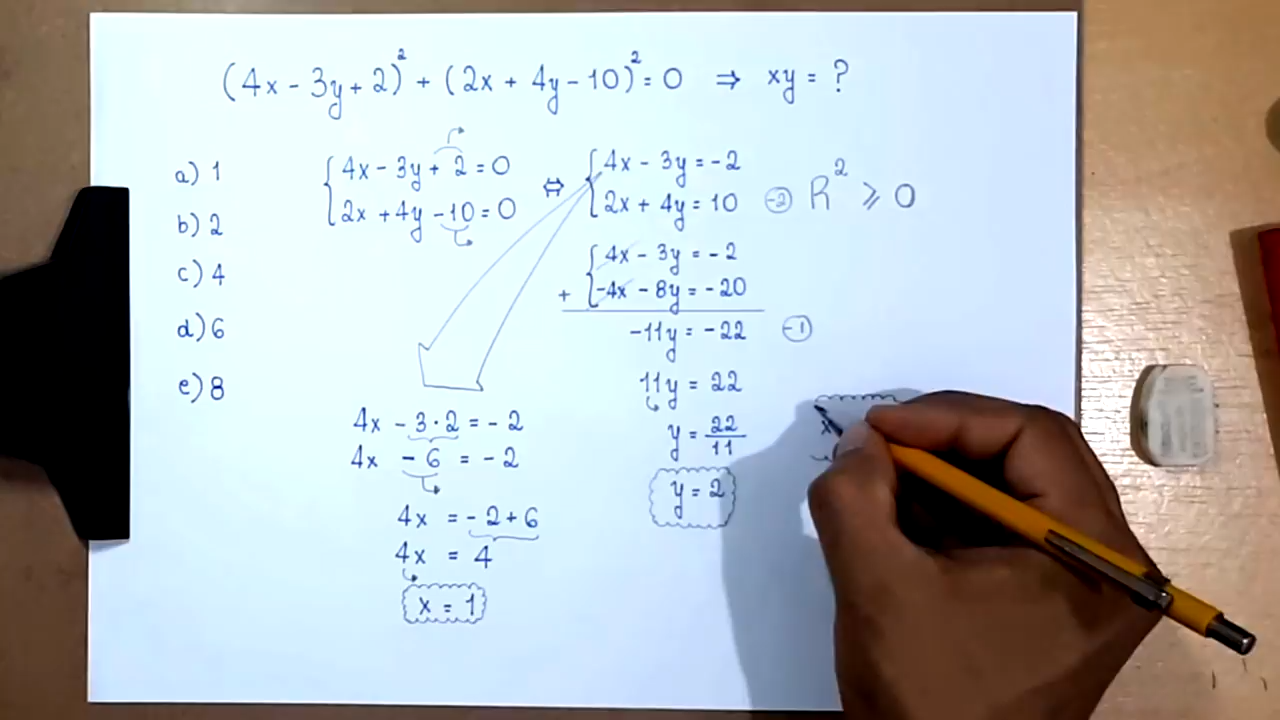 (4x - 3y + 2)² + (2x + 4y - 10)² = 0 ⇒ xy = ?
a) 1
b) 2
c) 4
d) 6
e) 8
{ 4x - 3y + 2 = 0
2x + 4y - 10 = 0
⇔ { 4x - 3y = -2
2x + 4y = 10 (-2)
R² ⩾ 0
{ 4x - 3y = -2
+ -4x - 8y = -20
-11y = -22 (-1)
11y = 22
y = 22/11
y = 2
4x - 3·2 = -2
4x - 6 = -2
4x = -2 + 6
4x = 4
x = 1
x